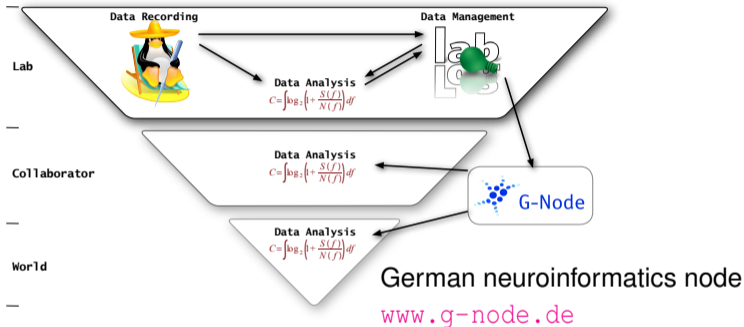 Data Recording
Data Management
lab
Lab
Data Analysis
C=∫log₂(1+S(f)/N(f))df
Data Analysis
C=∫log₂(1+S(f)/N(f))df
Collaborator
G-Node
Data Analysis
C=∫log₂(1+S(f)/N(f))df
World
German neuroinformatics node
www.g-node.de